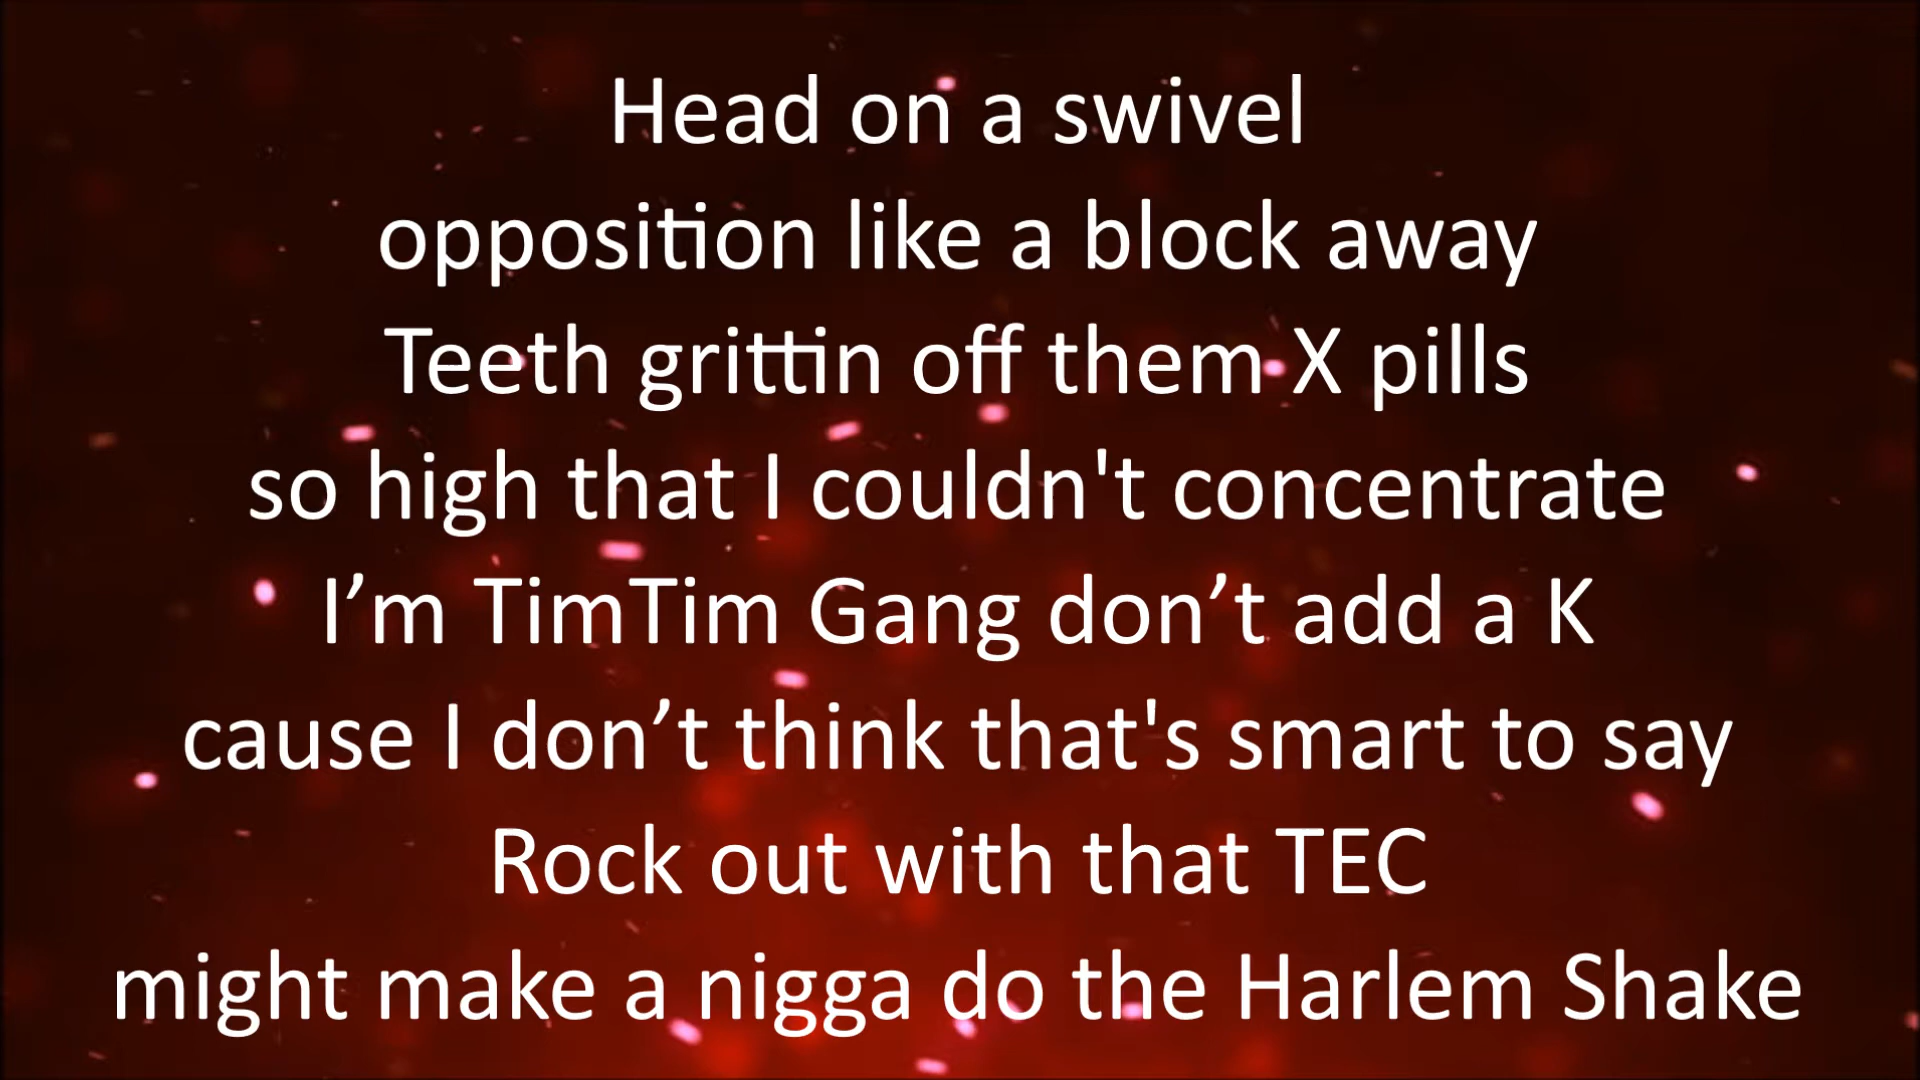 Head on a swivel
opposition like a block away
Teeth grittin off them X pills
so high that I couldn't concentrate
I’m TimTim Gang don’t add a K
cause I don’t think that's smart to say
Rock out with that TEC
might make a nigga do the Harlem Shake